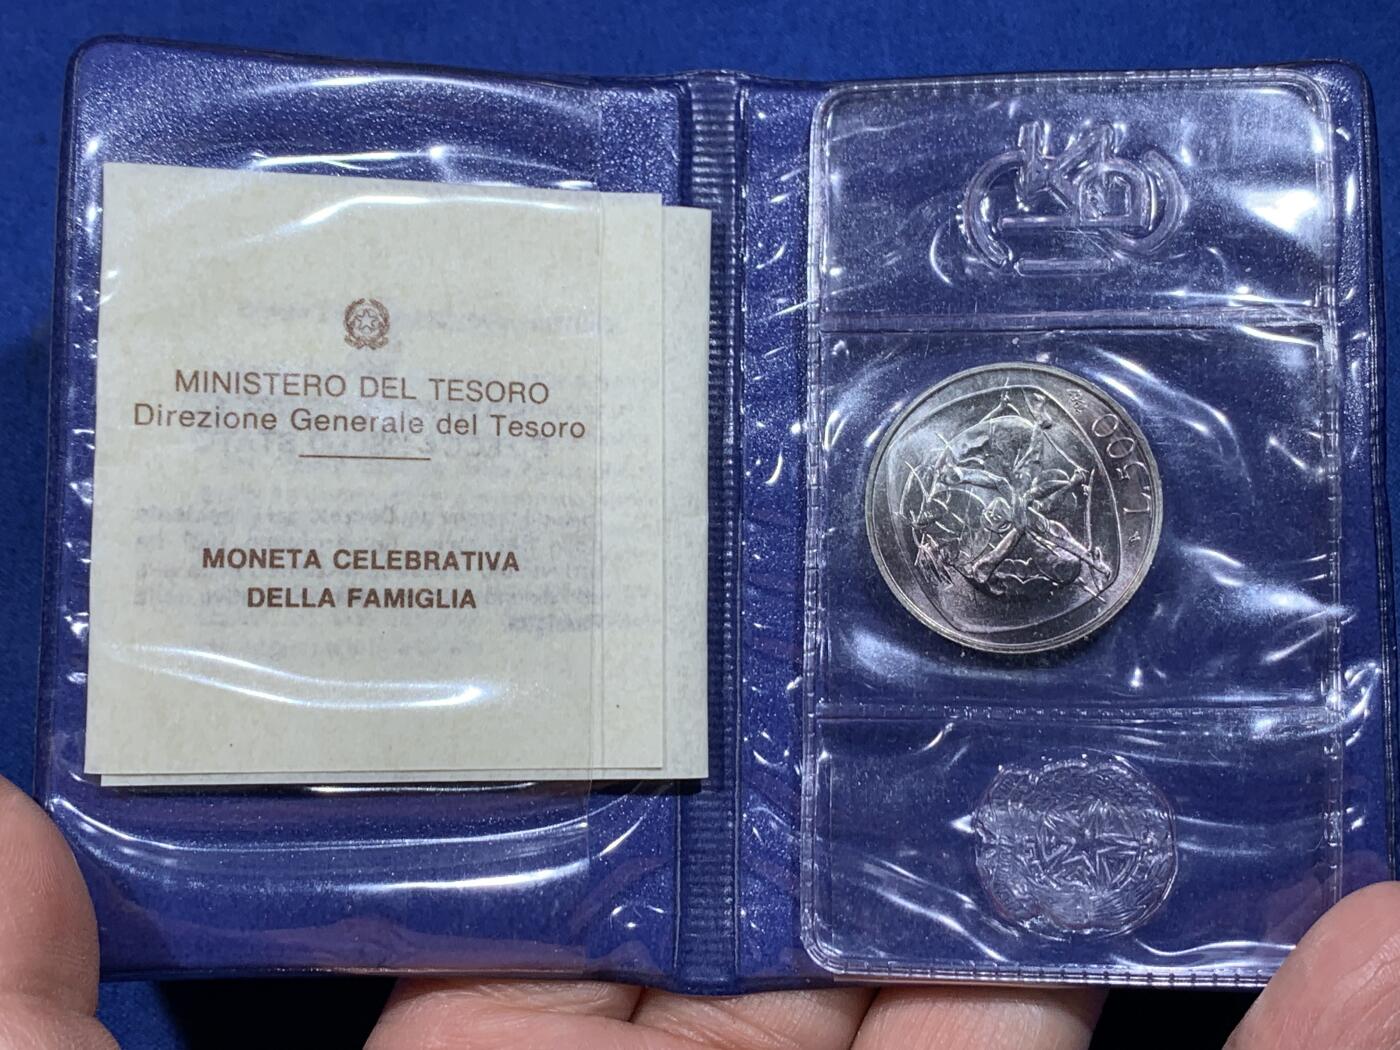 MINISTERO DEL TESORO
Direzione Generale del Tesoro
MONETA CELEBRATIVA
DELLA FAMIGLIA
L.500